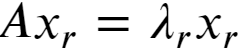 Ax_r = λ_r x_r